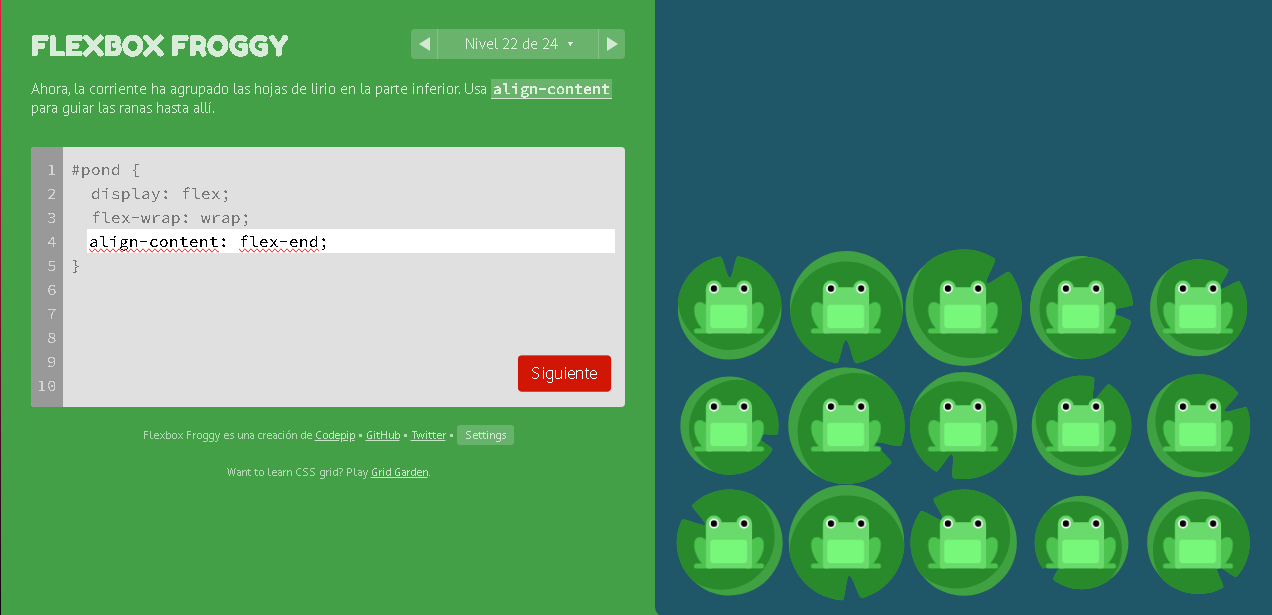 FLEXBOX FROGGY
◀ Nivel 22 de 24 ▾ ▶
Ahora, la corriente ha agrupado las hojas de lirio en la parte inferior. Usa align-content
para guiar las ranas hasta allí.
1 #pond {
2 display: flex;
3 flex-wrap: wrap;
4 align-content: flex-end;
5 }
6
7
8
9
10
Siguiente
Flexbox Froggy es una creación de Codepip • GitHub • Twitter • Settings
Want to learn CSS grid? Play Grid Garden.